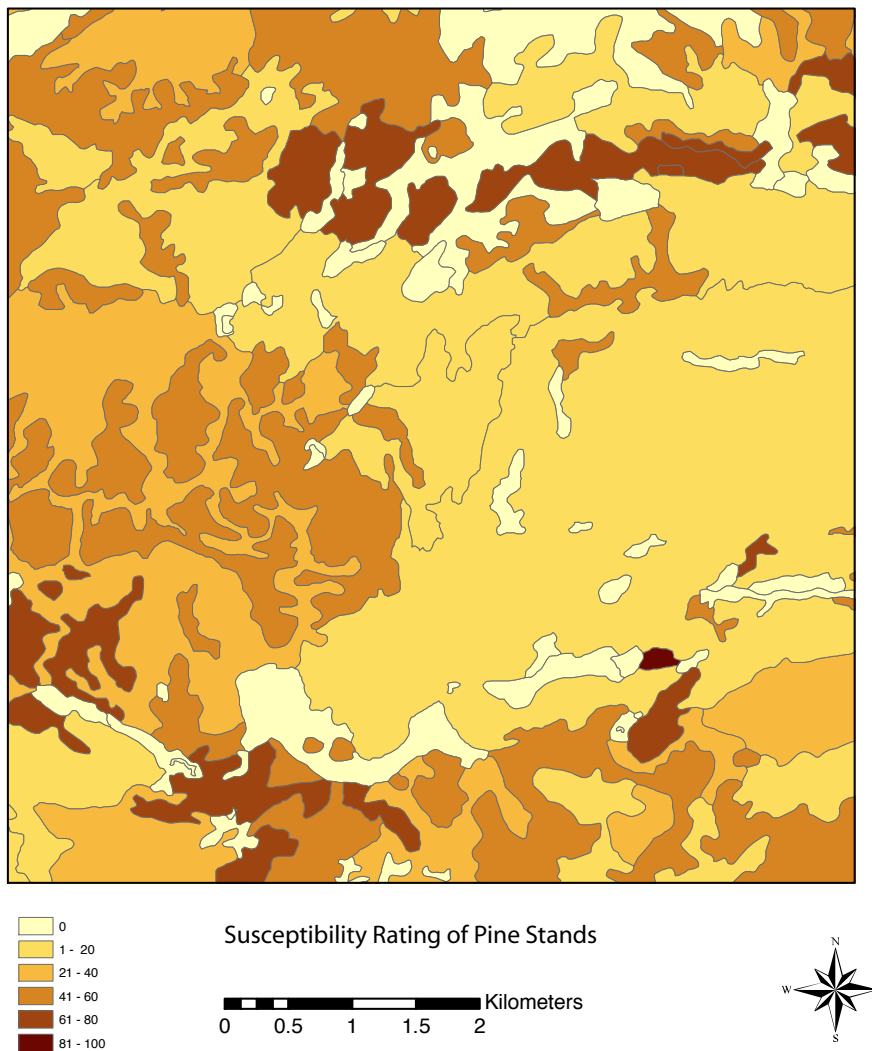 0
1 - 20
21 - 40
41 - 60
61 - 80
81 - 100
Susceptibility Rating of Pine Stands
Kilometers
0 0.5 1 1.5 2
N
W
S